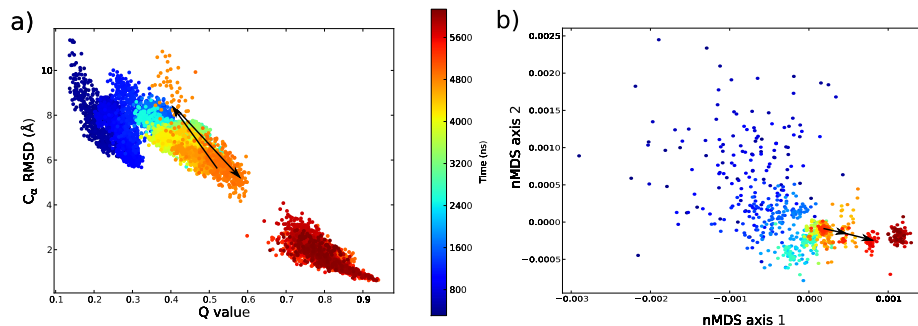 a)
10
8
6
4
2
Cα RMSD (Å)
0.1 0.2 0.3 0.4 0.5 0.6 0.7 0.8 0.9
Q value
5600
4800
4000
3200
2400
1600
800
Time (ns)
b)
0.0025
0.0020
0.0015
0.0010
0.0005
0.0000
−0.0005
nMDS axis 2
−0.003 −0.002 −0.001 0.000 0.001
nMDS axis 1